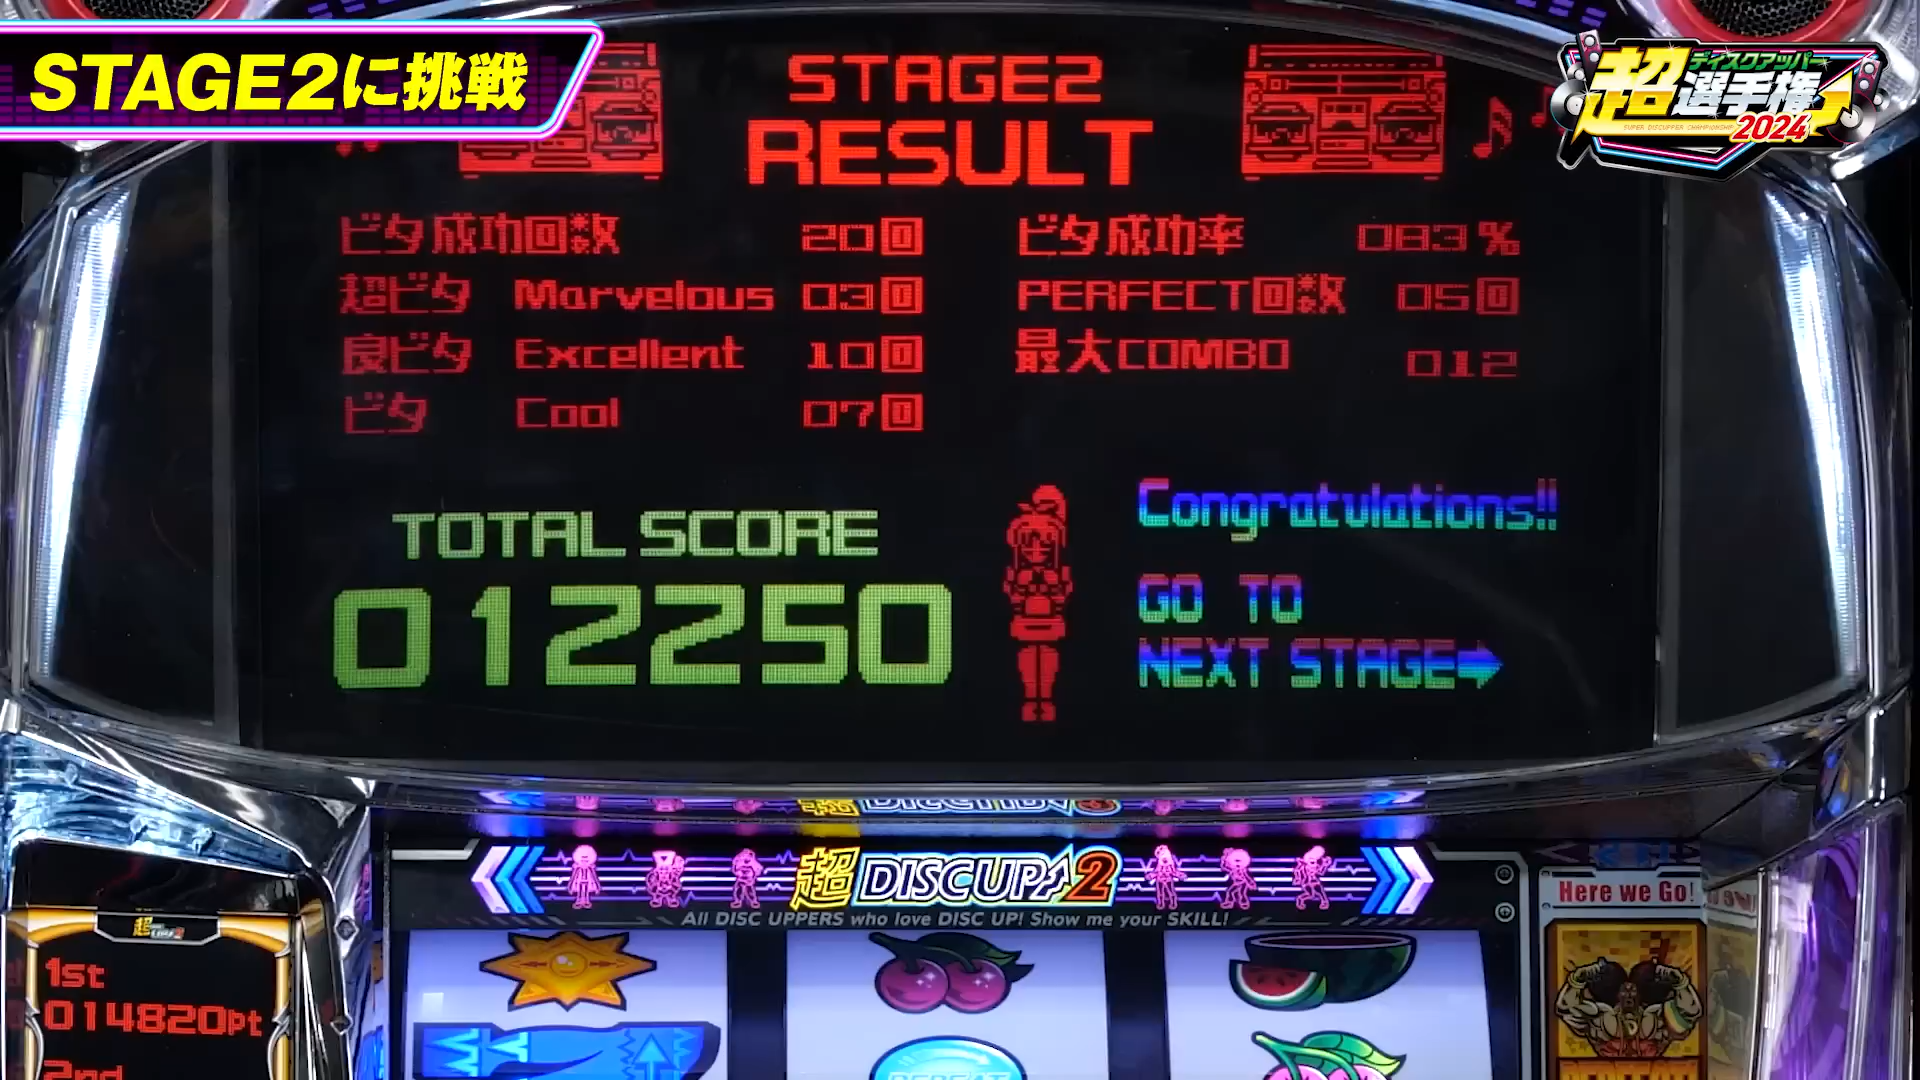 STAGE2に挑戦
ディスクアッパー
超選手権
SUPER DISCUPPER CHAMPIONSHIP
2024
STAGE2
RESULT
ビタ成功回数 20回 ビタ成功率 083%
超ビタ Marvelous 03回 PERFECT回数 05回
良ビタ Excellent 10回 最大COMBO 012
ビタ Cool 07回
TOTAL SCORE
012250
Congratulations!!
GO TO
NEXT STAGE➡
超DISCUP2
All DISC UPPERS who love DISC UP! Show me your SKILL!
Here we Go!
1st
014820pt
2nd